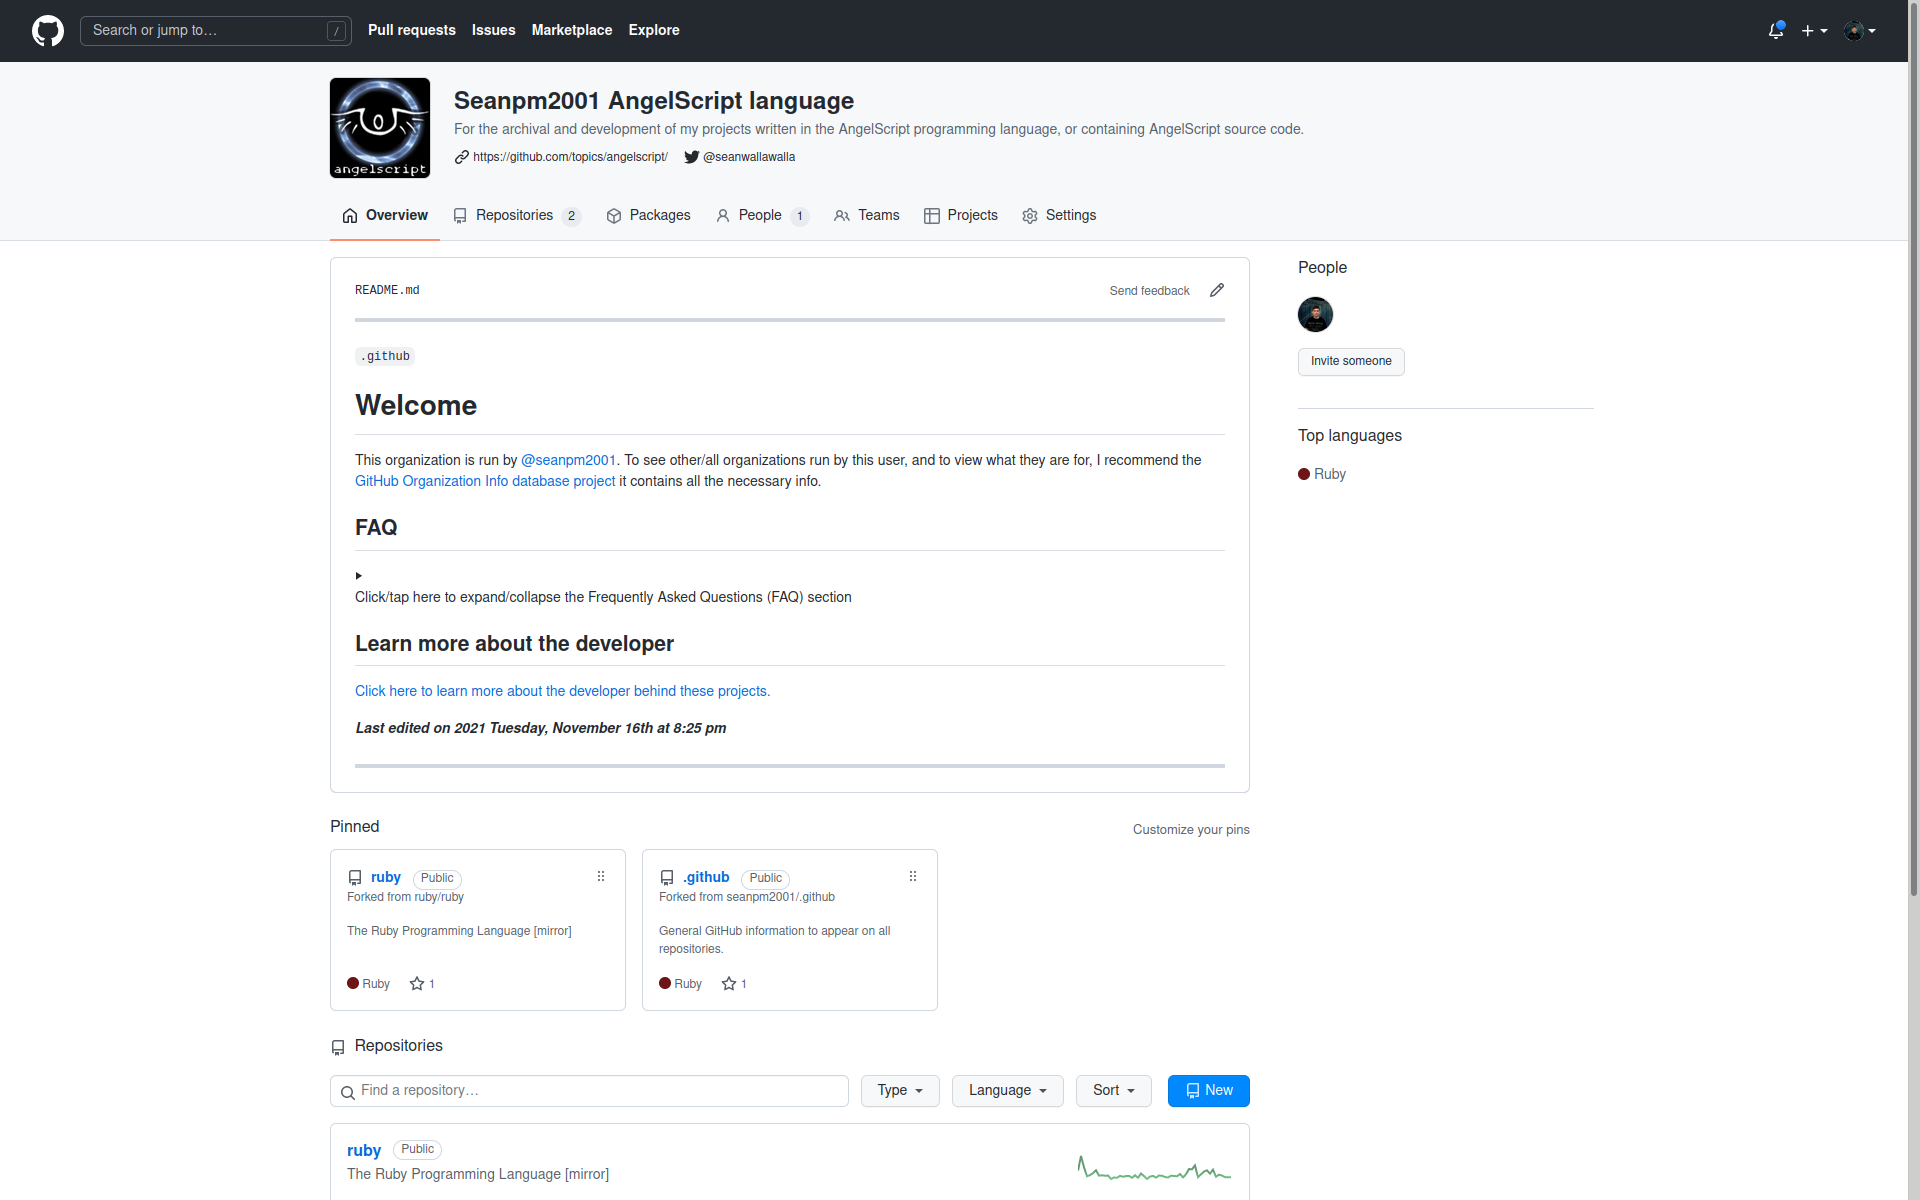 Search or jump to…
/
Pull requests
Issues
Marketplace
Explore
angelscript
Seanpm2001 AngelScript language
For the archival and development of my projects written in the AngelScript programming language, or containing AngelScript source code.
https://github.com/topics/angelscript/
@seanwallawalla
Overview
Repositories 2
Packages
People 1
Teams
Projects
Settings
README.md
Send feedback
.github
Welcome
This organization is run by @seanpm2001. To see other/all organizations run by this user, and to view what they are for, I recommend the
GitHub Organization Info database project it contains all the necessary info.
FAQ
Click/tap here to expand/collapse the Frequently Asked Questions (FAQ) section
Learn more about the developer
Click here to learn more about the developer behind these projects.
Last edited on 2021 Tuesday, November 16th at 8:25 pm
People
Invite someone
Top languages
Ruby
Pinned
Customize your pins
ruby Public
Forked from ruby/ruby
The Ruby Programming Language [mirror]
Ruby 1
.github Public
Forked from seanpm2001/.github
General GitHub information to appear on all
repositories.
Ruby 1
Repositories
Find a repository…
Type
Language
Sort
New
ruby Public
The Ruby Programming Language [mirror]